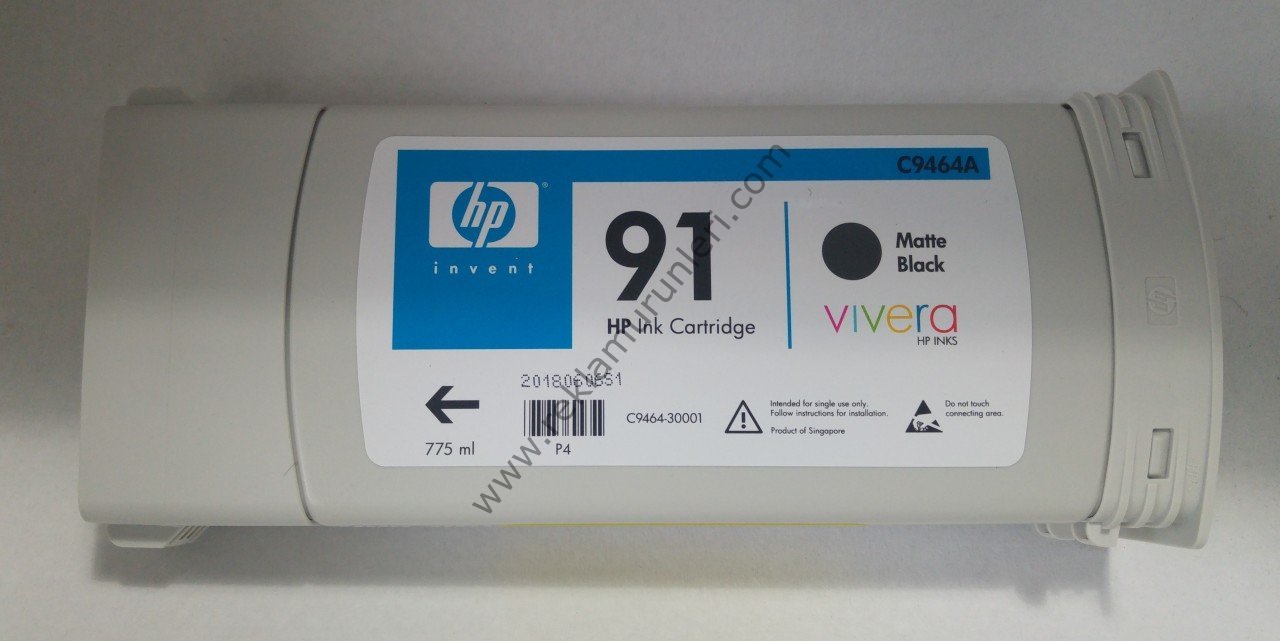 C9464A
hp®
invent
91
HP Ink Cartridge
Matte
Black
vivera
HP INKS
775 ml
P4
C9464-30001
Intended for single use only.
Follow instructions for installation.
Product of Singapore
Do not touch
connecting area.
www.reklamurunleri.com
hp